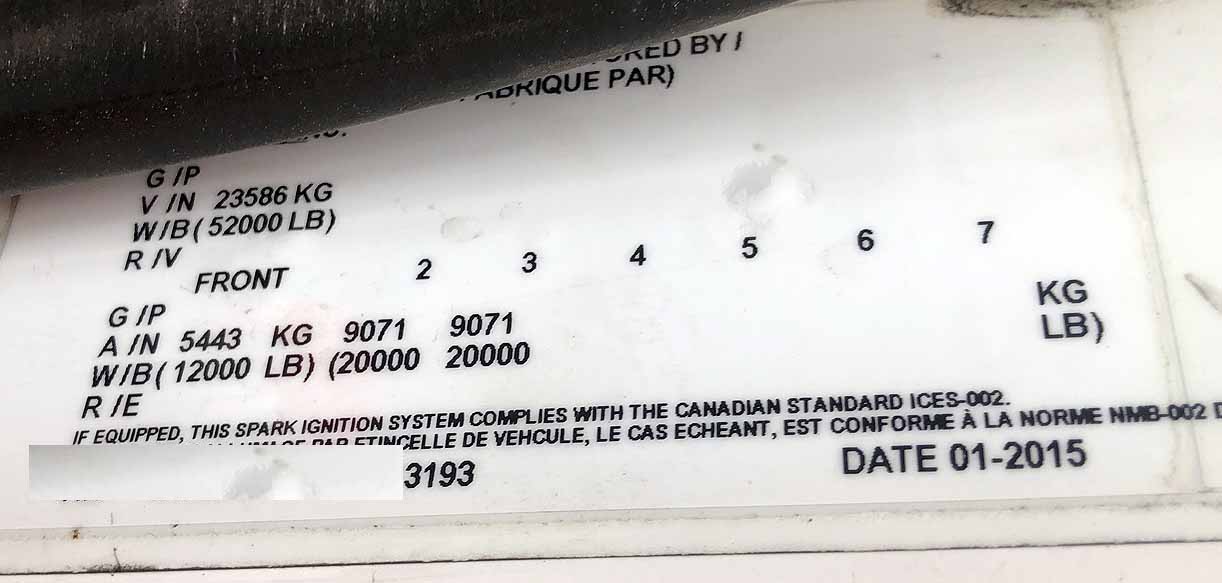 BY /
PAR)
G /P
V /N 23586 KG
W/B( 52000 LB)
R /V
FRONT 2 3 4 5 6 7
G /P
A /N 5443 KG 9071 9071 KG
W/B( 12000 LB) (20000 20000 LB)
R /E
IF EQUIPPED, THIS SPARK IGNITION SYSTEM COMPLIES WITH THE CANADIAN STANDARD ICES-002.
PAR ETINCELLE DE VEHCULE, LE CAS ECHEANT, EST CONFORME À LA NORME NMB-002
3193 DATE 01-2015